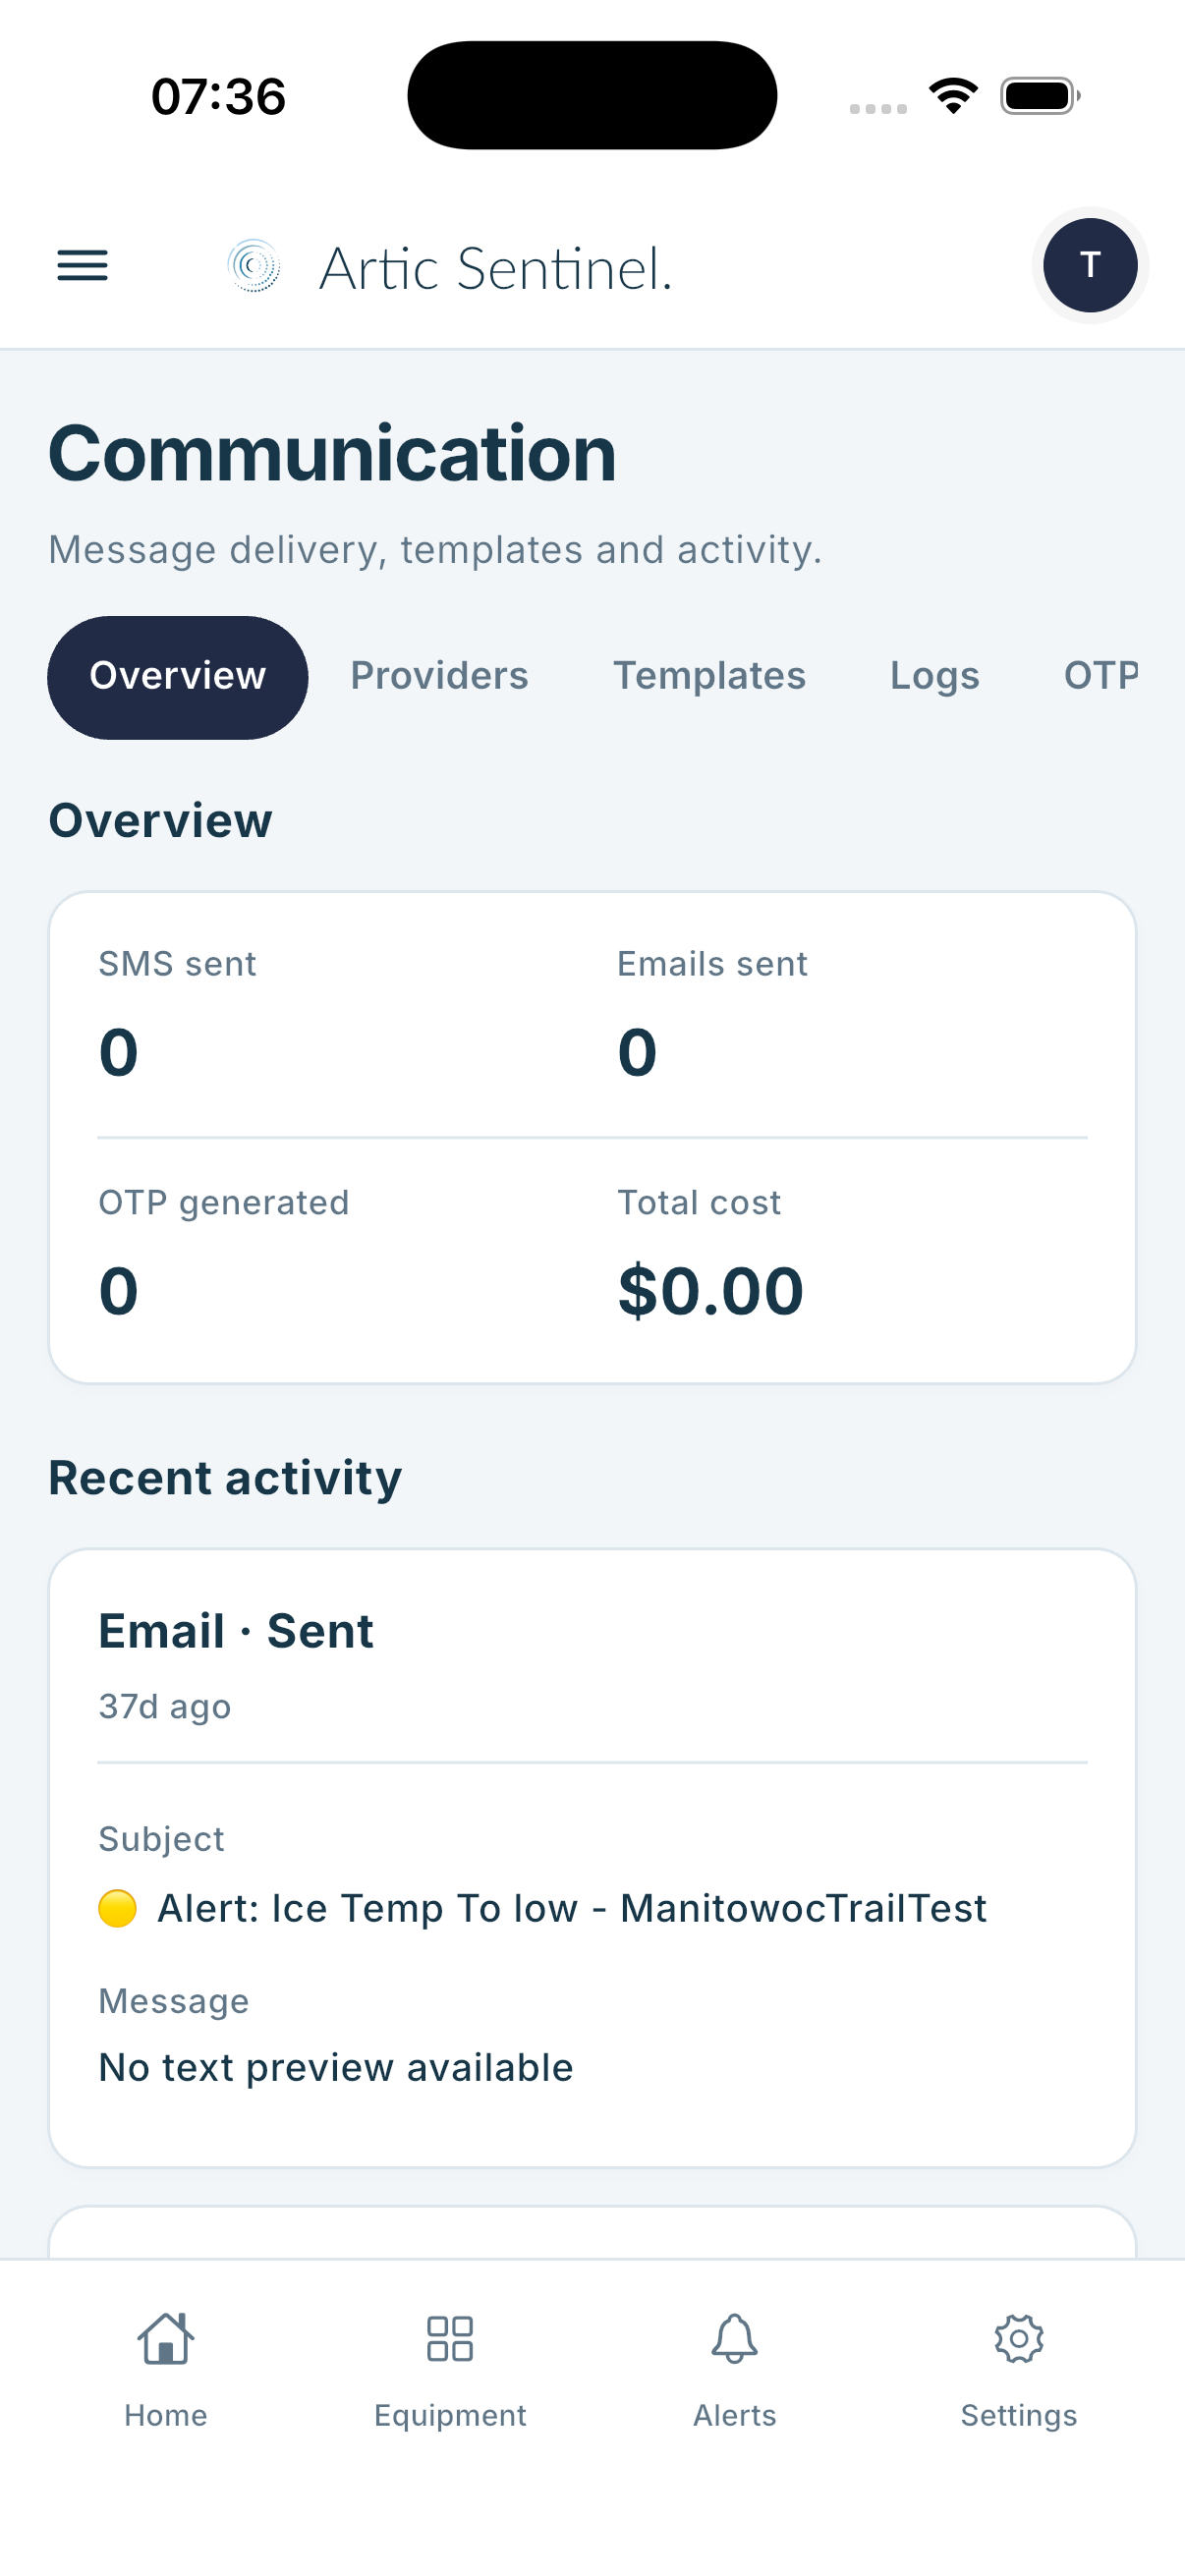 07:36
Artic Sentinel.
T
Communication
Message delivery, templates and activity.
Overview Providers Templates Logs OTP
Overview
SMS sent Emails sent
0 0
OTP generated Total cost
0 $0.00
Recent activity
Email · Sent
37d ago
Subject
🟡 Alert: Ice Temp To low - ManitowocTrailTest
Message
No text preview available
Home Equipment Alerts Settings